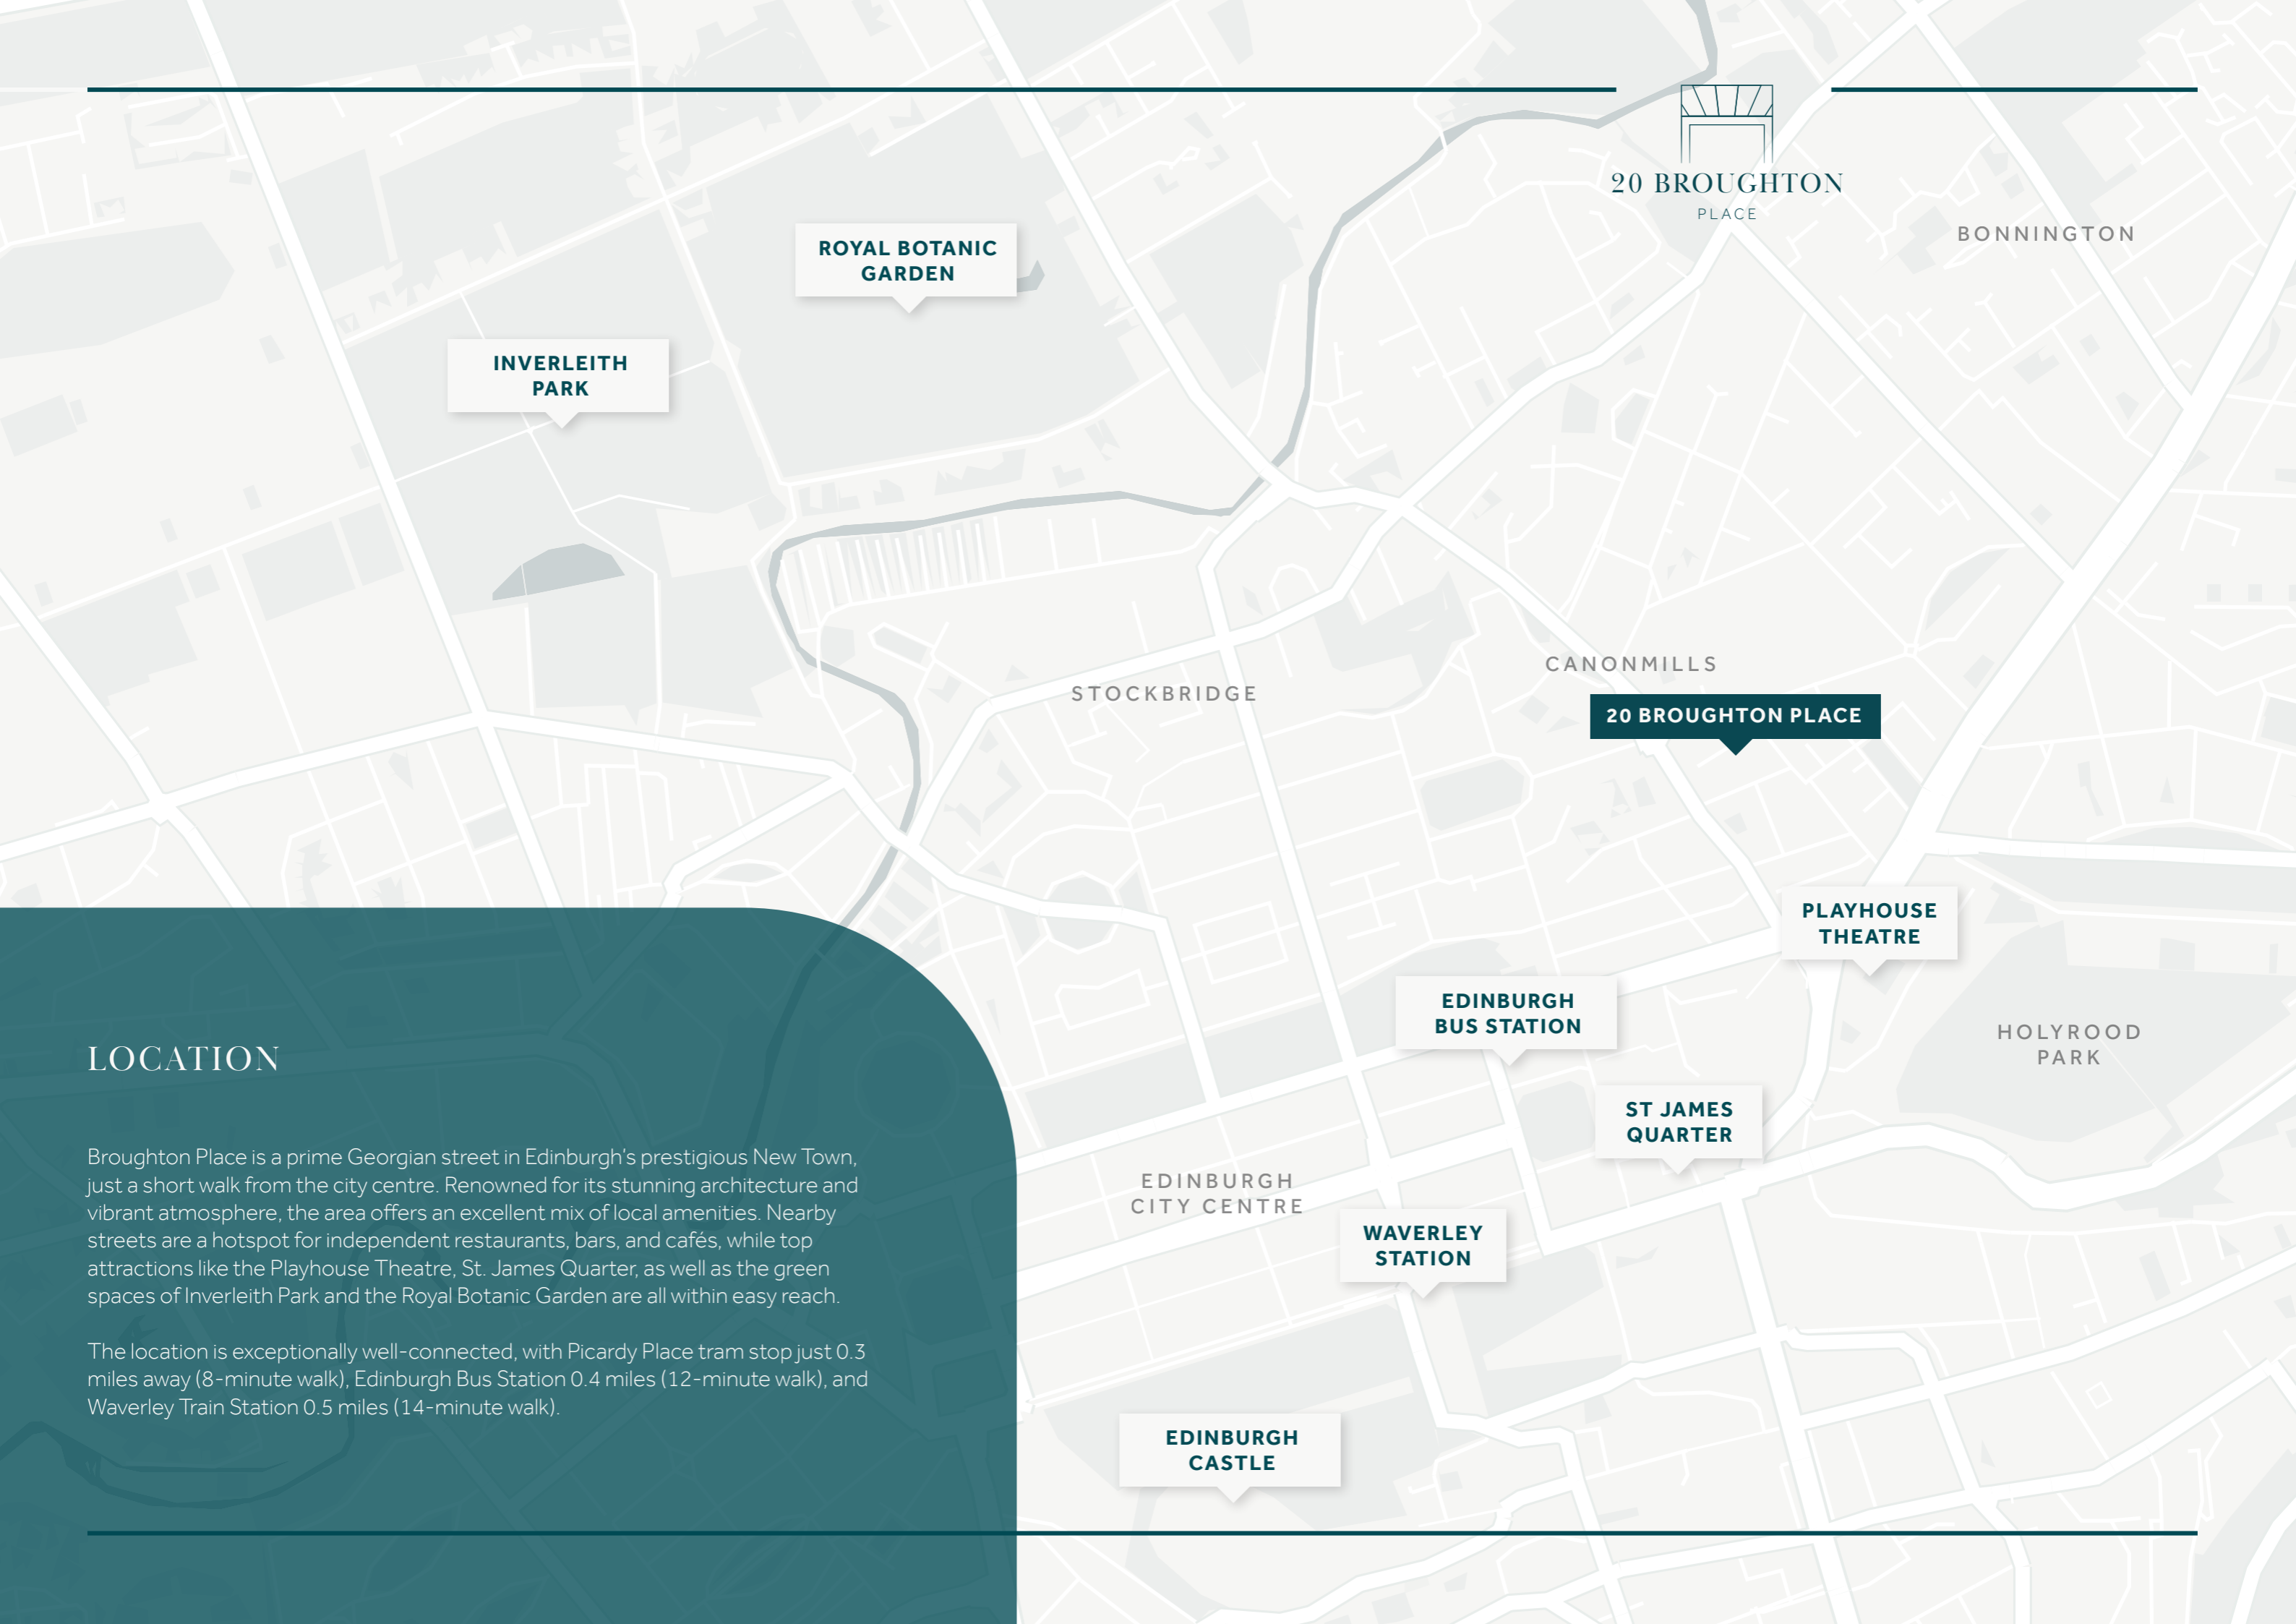 20 BROUGHTON
PLACE
BONNINGTON
ROYAL BOTANIC
GARDEN
INVERLEITH
PARK
CANONMILLS
STOCKBRIDGE
20 BROUGHTON PLACE
PLAYHOUSE
THEATRE
EDINBURGH
BUS STATION
HOLYROOD
PARK
ST JAMES
QUARTER
EDINBURGH
CITY CENTRE
WAVERLEY
STATION
EDINBURGH
CASTLE
LOCATION
Broughton Place is a prime Georgian street in Edinburgh's prestigious New Town,
just a short walk from the city centre. Renowned for its stunning architecture and
vibrant atmosphere, the area offers an excellent mix of local amenities. Nearby
streets are a hotspot for independent restaurants, bars, and cafés, while top
attractions like the Playhouse Theatre, St. James Quarter, as well as the green
spaces of Inverleith Park and the Royal Botanic Garden are all within easy reach.
The location is exceptionally well-connected, with Picardy Place tram stop just 0.3
miles away (8-minute walk), Edinburgh Bus Station 0.4 miles (12-minute walk), and
Waverley Train Station 0.5 miles (14-minute walk).